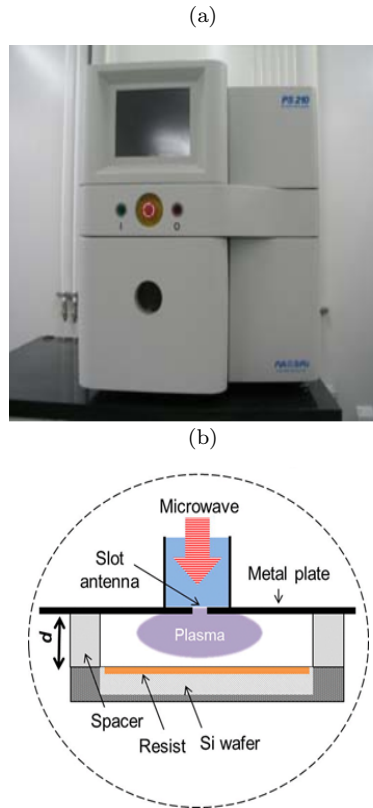 (a)
PS 210
I
O
(b)
Microwave
Slot
antenna
Metal plate
d
Plasma
Spacer
Resist
Si wafer